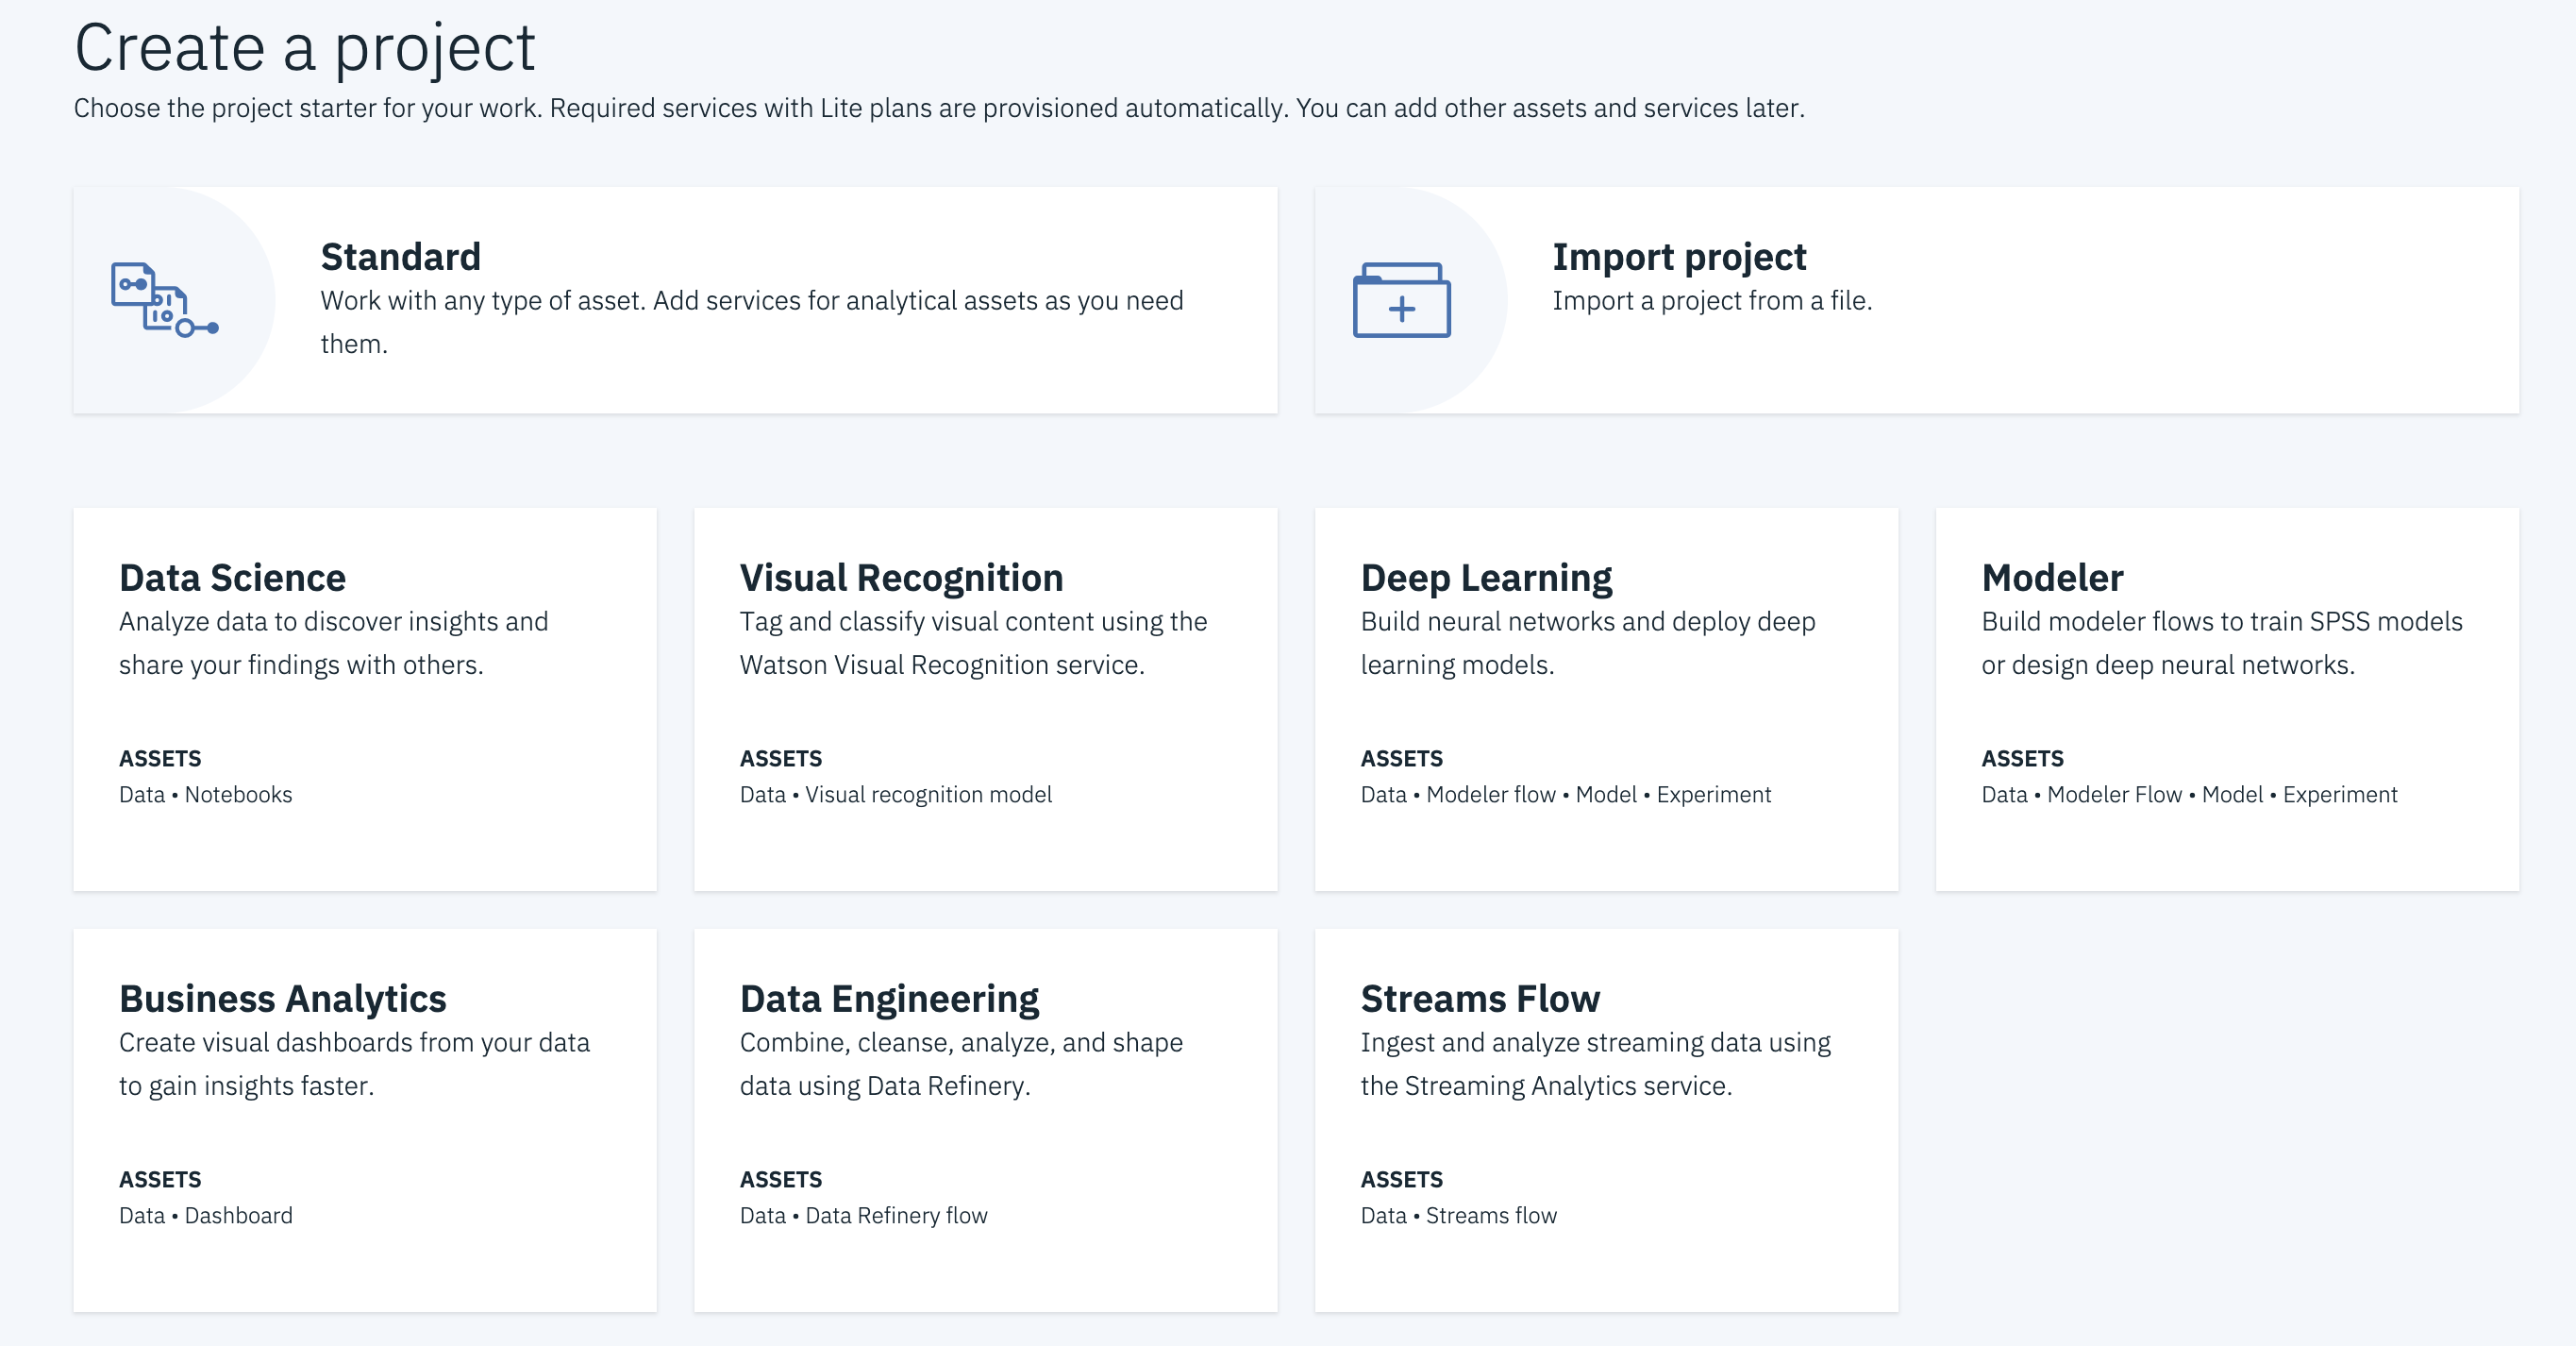 Create a project
Choose the project starter for your work. Required services with Lite plans are provisioned automatically. You can add other assets and services later.
Standard
Work with any type of asset. Add services for analytical assets as you need
them.
Import project
Import a project from a file.
Data Science
Analyze data to discover insights and
share your findings with others.
ASSETS
Data • Notebooks
Visual Recognition
Tag and classify visual content using the
Watson Visual Recognition service.
ASSETS
Data • Visual recognition model
Deep Learning
Build neural networks and deploy deep
learning models.
ASSETS
Data • Modeler flow • Model • Experiment
Modeler
Build modeler flows to train SPSS models
or design deep neural networks.
ASSETS
Data • Modeler Flow • Model • Experiment
Business Analytics
Create visual dashboards from your data
to gain insights faster.
ASSETS
Data • Dashboard
Data Engineering
Combine, cleanse, analyze, and shape
data using Data Refinery.
ASSETS
Data • Data Refinery flow
Streams Flow
Ingest and analyze streaming data using
the Streaming Analytics service.
ASSETS
Data • Streams flow